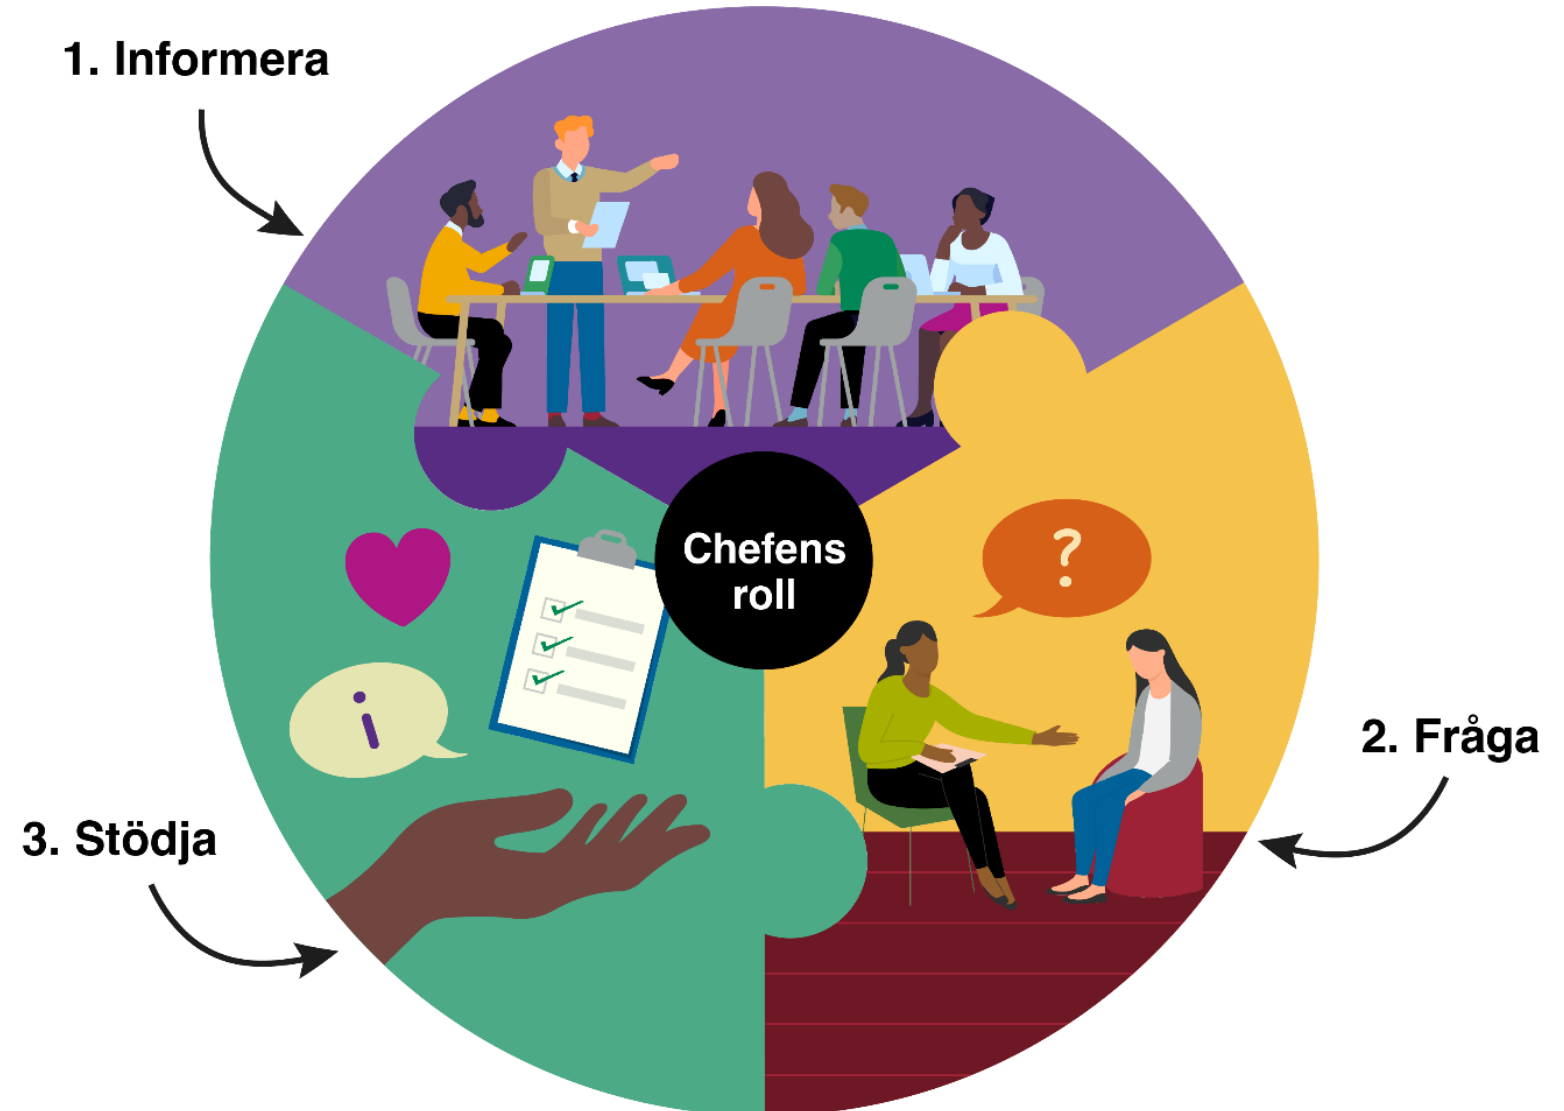 1. Informera
Chefens
roll
?
i
2. Fråga
3. Stödja